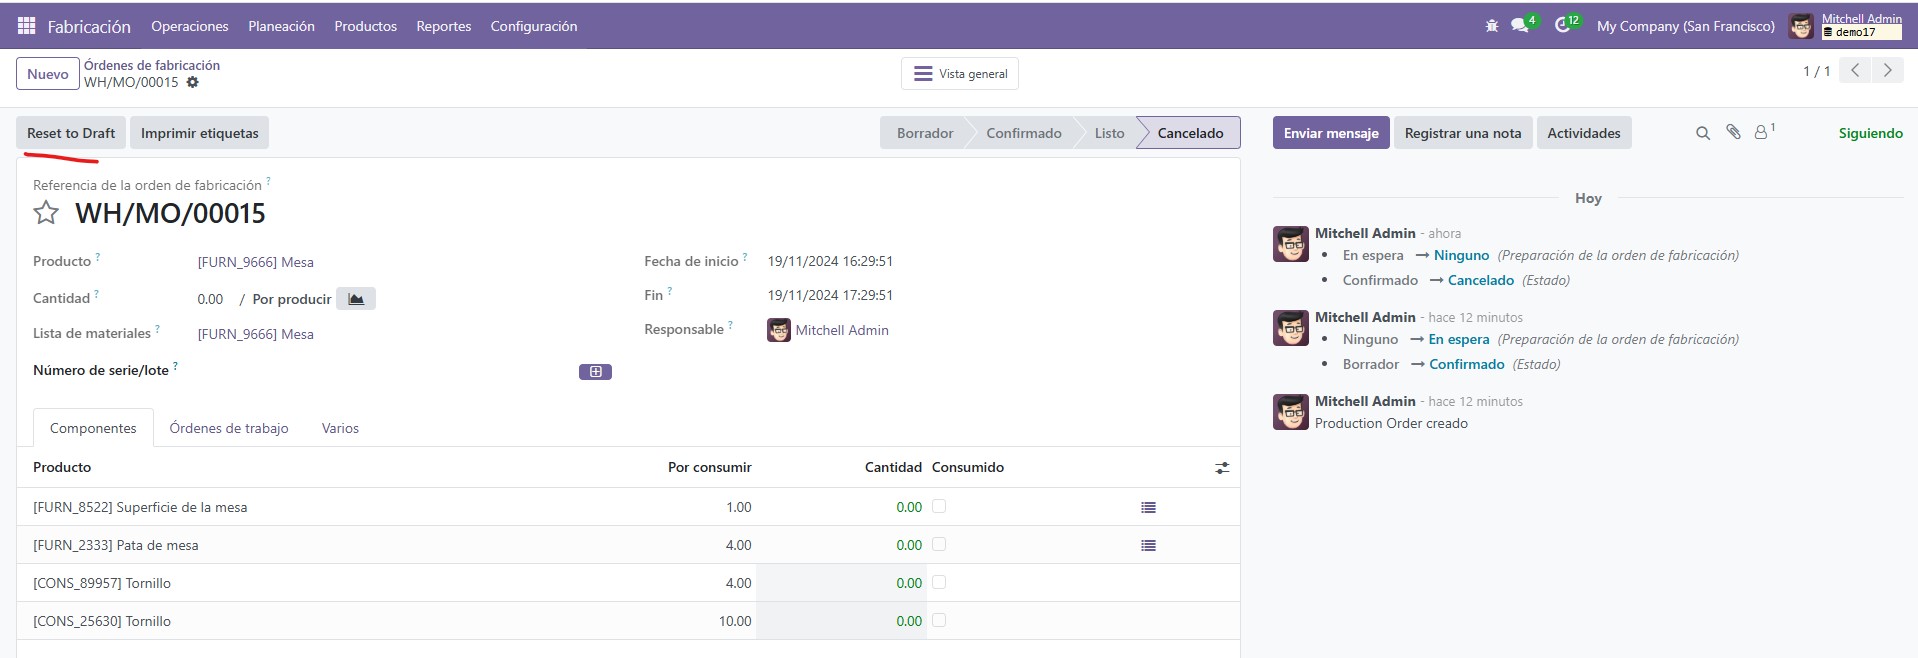 Fabricación Operaciones Planeación Productos Reportes Configuración 4 12 My Company (San Francisco) Mitchell Admin
demo17
Nuevo Órdenes de fabricación
WH/MO/00015
Vista general
1 / 1
Reset to Draft Imprimir etiquetas Borrador Confirmado Listo Cancelado
Referencia de la orden de fabricación ?
WH/MO/00015
Producto ? [FURN_9666] Mesa
Cantidad ? 0.00 / Por producir
Lista de materiales ? [FURN_9666] Mesa
Número de serie/lote ?
Fecha de inicio ? 19/11/2024 16:29:51
Fin ? 19/11/2024 17:29:51
Responsable ? Mitchell Admin
Componentes Órdenes de trabajo Varios
Producto Por consumir Cantidad Consumido
[FURN_8522] Superficie de la mesa 1.00 0.00
[FURN_2333] Pata de mesa 4.00 0.00
[CONS_89957] Tornillo 4.00 0.00
[CONS_25630] Tornillo 10.00 0.00
Enviar mensaje Registrar una nota Actividades 1 Siguiendo
Hoy
Mitchell Admin - ahora
• En espera → Ninguno (Preparación de la orden de fabricación)
• Confirmado → Cancelado (Estado)
Mitchell Admin - hace 12 minutos
• Ninguno → En espera (Preparación de la orden de fabricación)
• Borrador → Confirmado (Estado)
Mitchell Admin - hace 12 minutos
Production Order creado